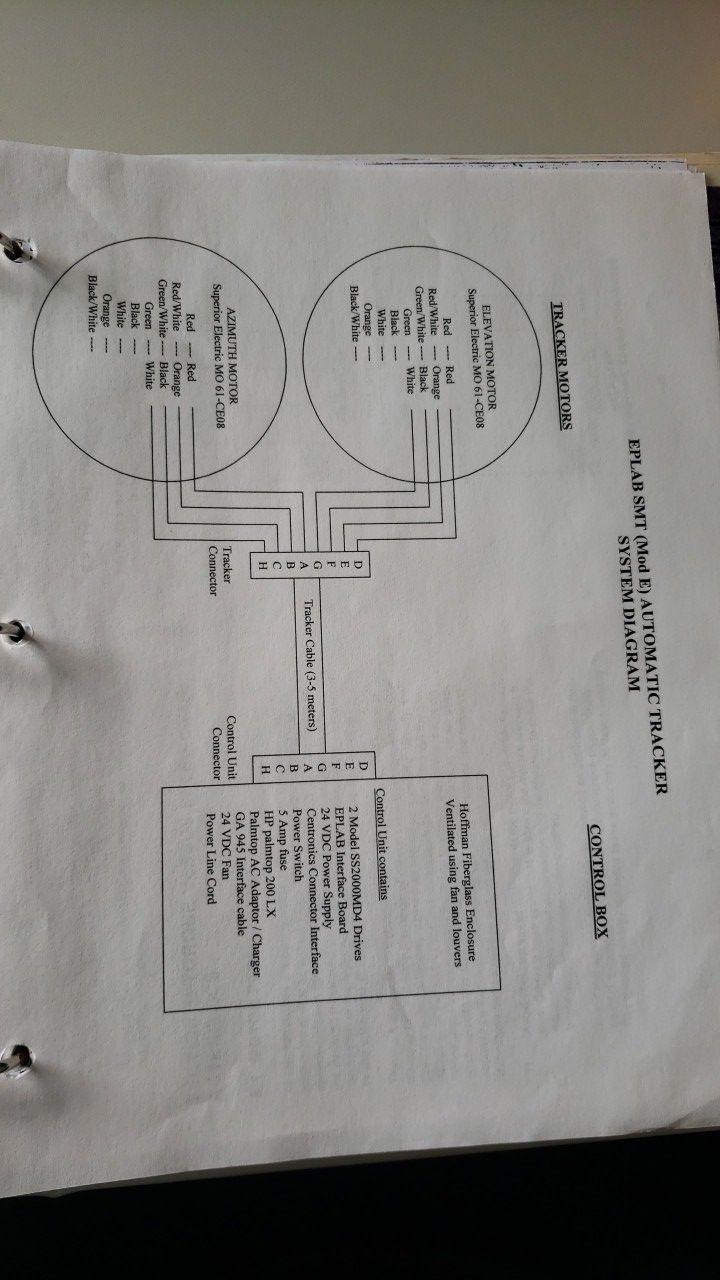 EPLAB SMT (Mod E) AUTOMATIC TRACKER
SYSTEM DIAGRAM
TRACKER MOTORS
CONTROL BOX
ELEVATION MOTOR
Superior Electric MO 61-CE08
Red ---- Red
Red/White ---- Orange
Green/White ---- Black
Green ---- White
Black ----
White ----
Orange ----
Black/White ----
AZIMUTH MOTOR
Superior Electric MO 61-CE08
Red ---- Red
Red/White ---- Orange
Green/White ---- Black
Green ---- White
Black ----
White ----
Orange ----
Black/White ----
D
E
F
G
A
B
C
H
Tracker
Connector
Tracker Cable (3-5 meters)
D
E
F
G
A
B
C
H
Control Unit
Connector
Hoffman Fiberglass Enclosure
Ventilated using fan and louvers
Control Unit contains
2 Model SS2000MD4 Drives
EPLAB Interface Board
24 VDC Power Supply
Centronics Connector Interface
Power Switch
5 Amp fuse
HP palmtop 200 LX
Palmtop AC Adaptor / Charger
GA 945 Interface cable
24 VDC Fan
Power Line Cord